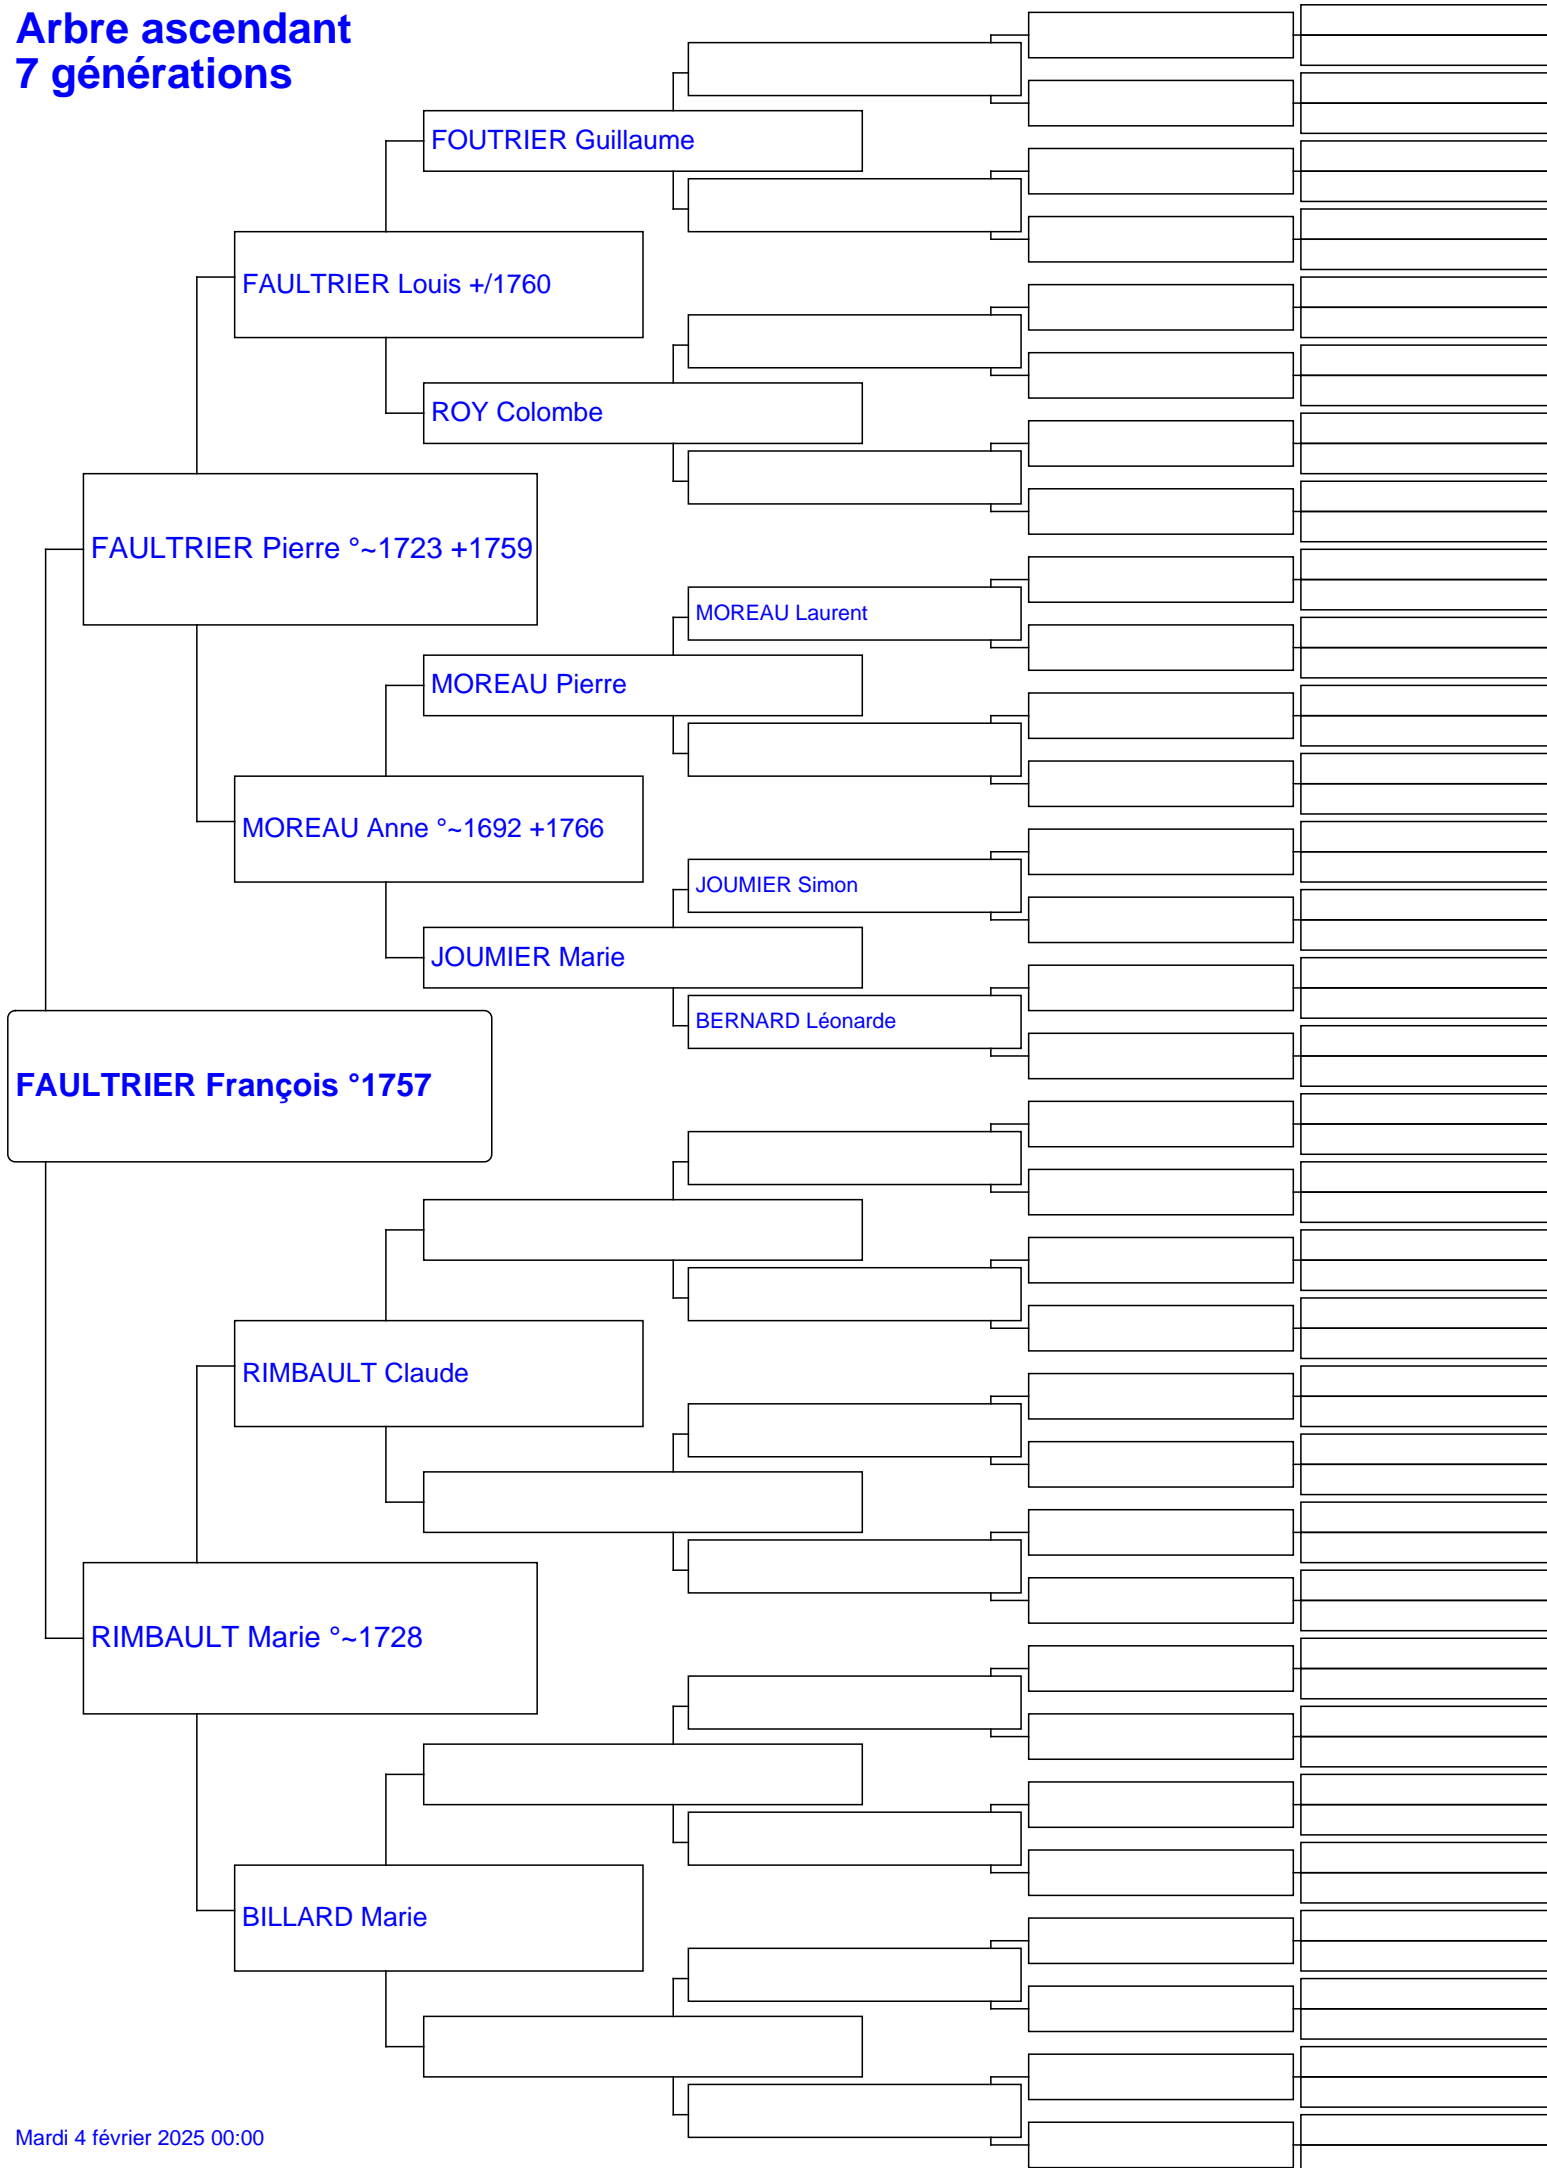 Arbre ascendant
7 générations
FOUTRIER Guillaume
FAULTRIER Louis +/1760
ROY Colombe
FAULTRIER Pierre °~1723 +1759
MOREAU Laurent
MOREAU Pierre
MOREAU Anne °~1692 +1766
JOUMIER Simon
JOUMIER Marie
BERNARD Léonarde
FAULTRIER François °1757
RIMBAULT Claude
RIMBAULT Marie °~1728
BILLARD Marie
Mardi 4 février 2025 00:00